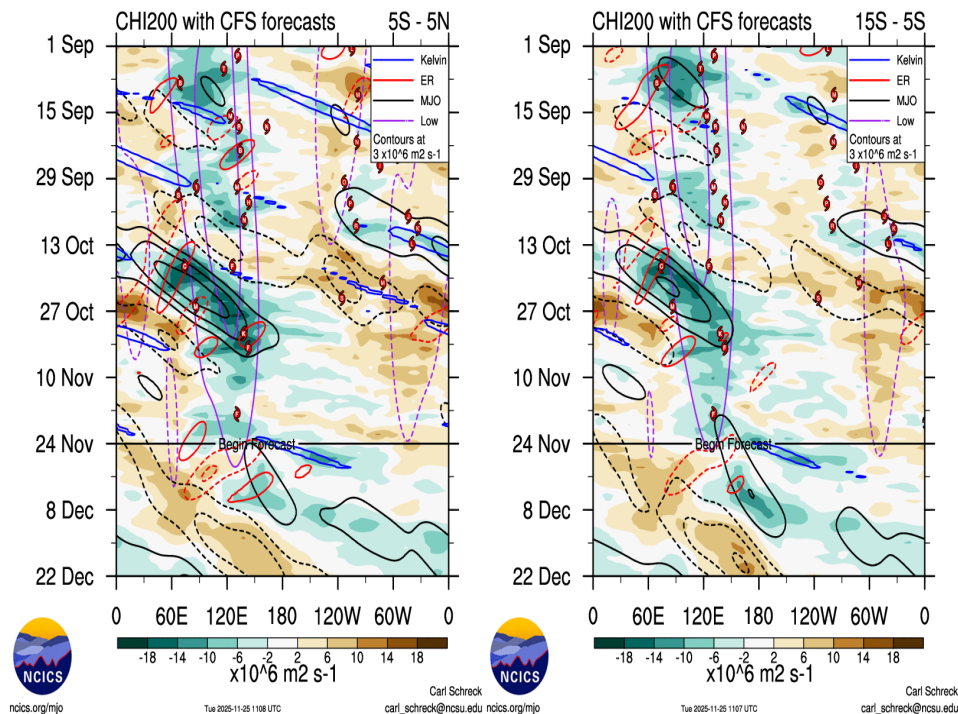 CHI200 with CFS forecasts 5S - 5N
1 Sep
15 Sep
29 Sep
13 Oct
27 Oct
10 Nov
24 Nov
8 Dec
22 Dec
Kelvin
ER
MJO
Low
Contours at
3 x10^6 m2 s-1
Begin Forecast
0 60E 120E 180 120W 60W 0
-18 -14 -10 -6 -2 2 6 10 14 18
x10^6 m2 s-1
NCICS
Carl Schreck
ncics.org/mjo Tue 2025-11-25 1108 UTC carl_schreck@ncsu.edu
CHI200 with CFS forecasts 15S - 5S
1 Sep
15 Sep
29 Sep
13 Oct
27 Oct
10 Nov
24 Nov
8 Dec
22 Dec
Kelvin
ER
MJO
Low
Contours at
3 x10^6 m2 s-1
Begin Forecast
0 60E 120E 180 120W 60W 0
-18 -14 -10 -6 -2 2 6 10 14 18
x10^6 m2 s-1
NCICS
Carl Schreck
ncics.org/mjo Tue 2025-11-25 1107 UTC carl_schreck@ncsu.edu